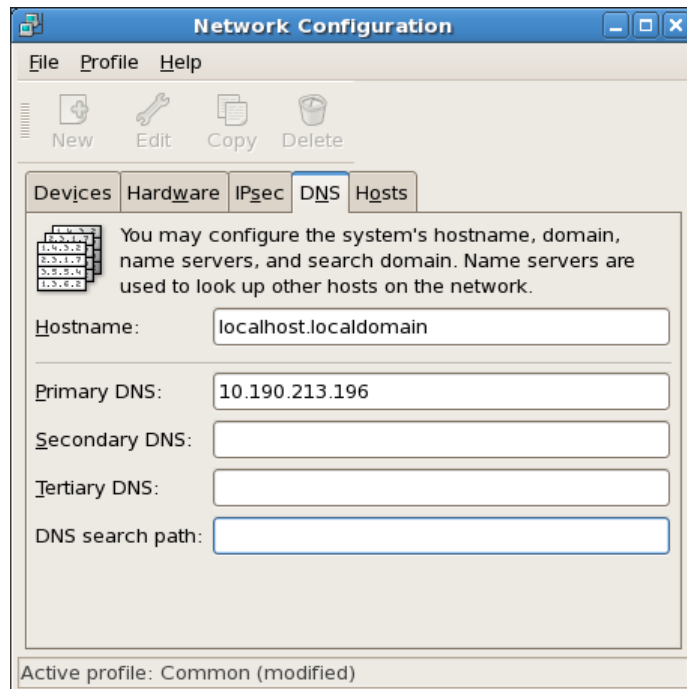 Network Configuration
File Profile Help
New Edit Copy Delete
Devices Hardware IPsec DNS Hosts
You may configure the system's hostname, domain,
name servers, and search domain. Name servers are
used to look up other hosts on the network.
Hostname: localhost.localdomain
Primary DNS: 10.190.213.196
Secondary DNS:
Tertiary DNS:
DNS search path:
Active profile: Common (modified)